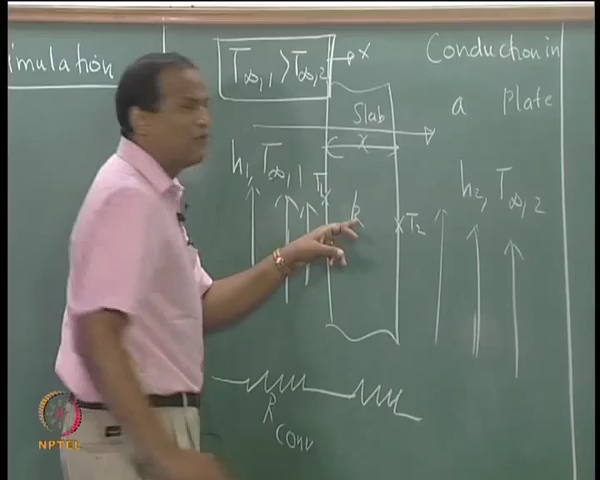 imulation
T∞,1 > T∞,2
x
Conduction in
a Plate
Slab
x
h1, T∞,1
T1
k
T2
h2, T∞,2
R
Conv
NPTEL